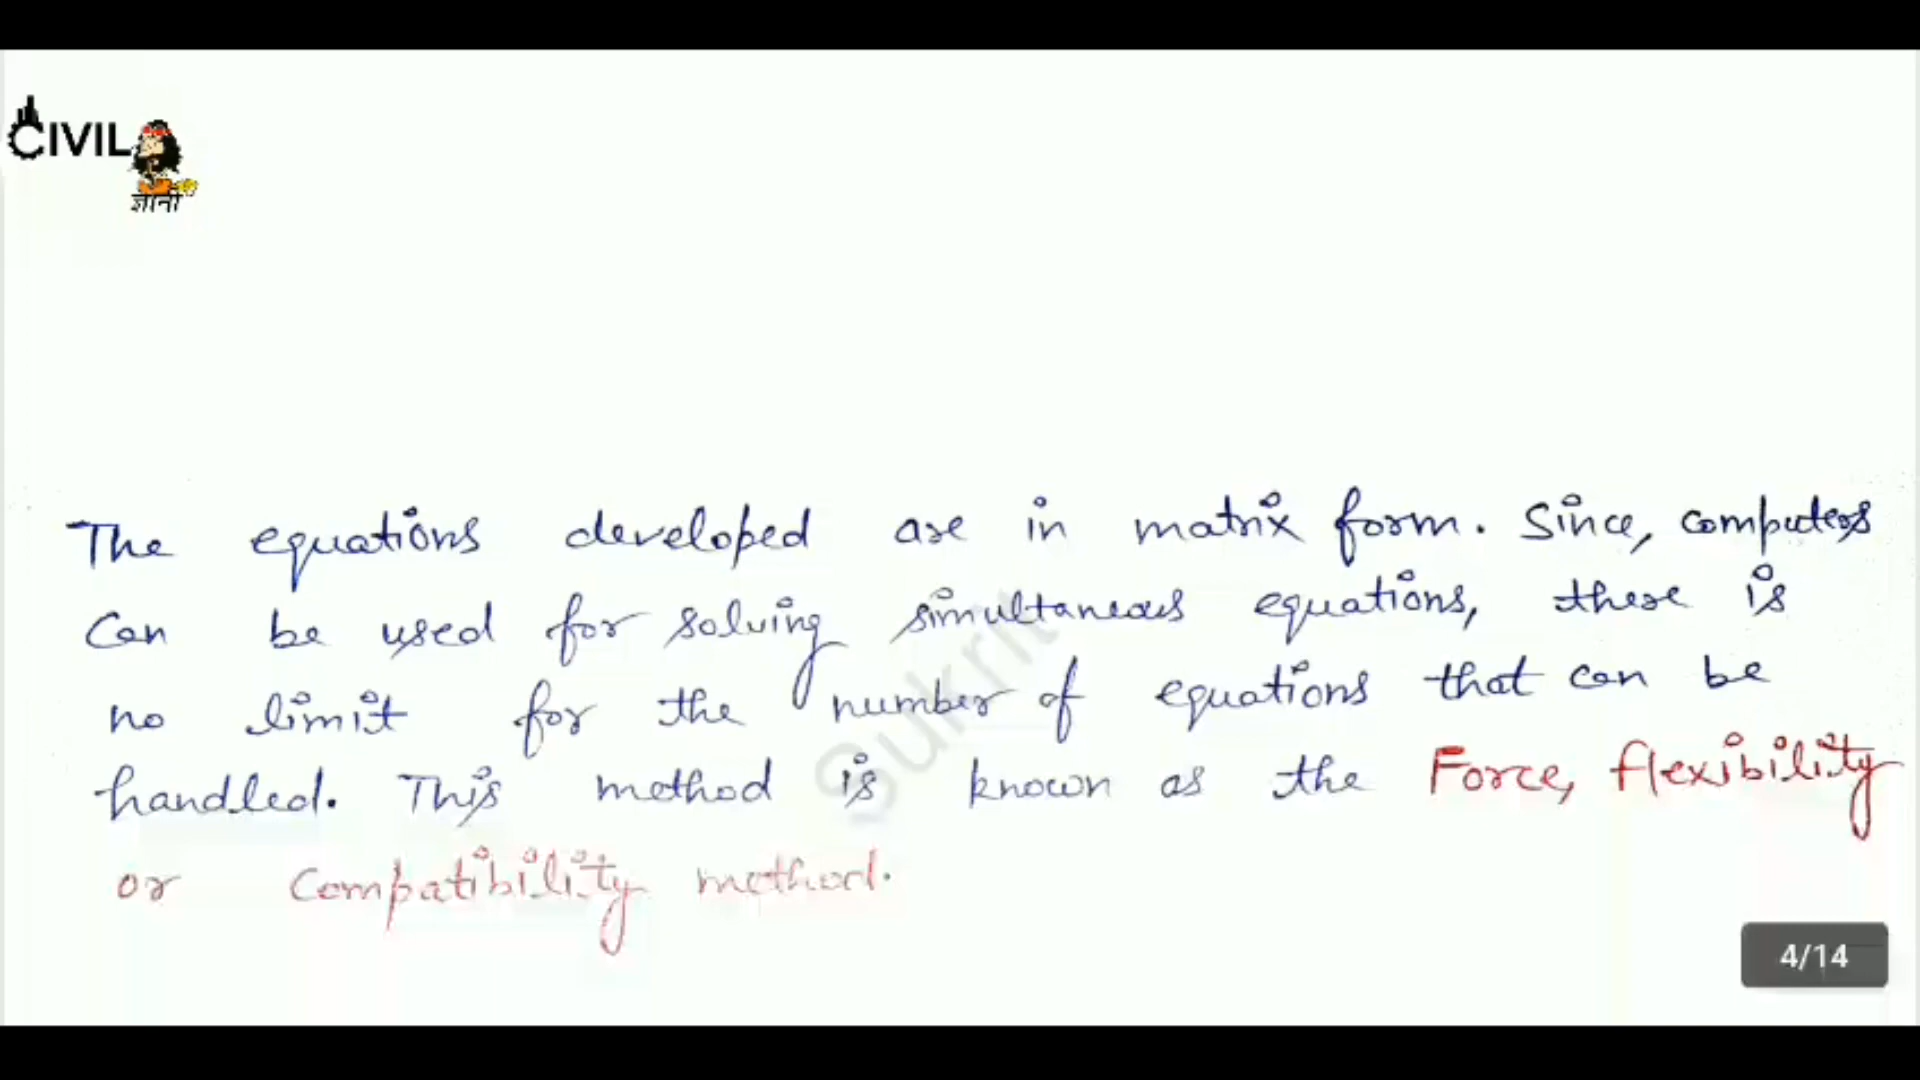 CIVIL
ज्ञानी
The equations developed are in matrix form. Since, computers
can be used for solving simultaneous equations, there is
no limit for the number of equations that can be
handled. This method is known as the Force, flexibility
or Compatibility method.
Sukrit
4/14